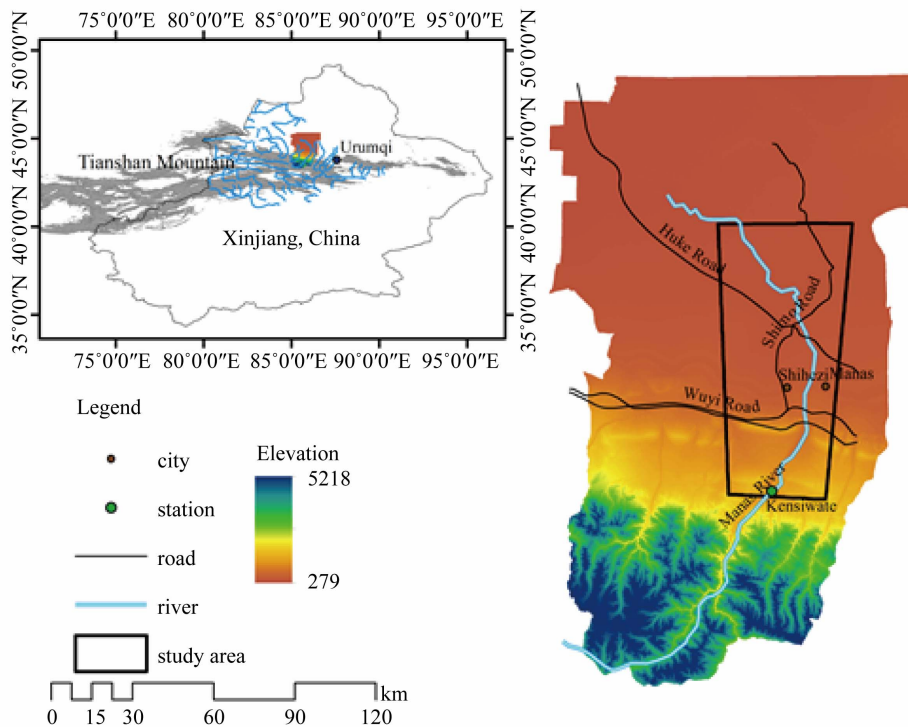 75°0′0″E 80°0′0″E 85°0′0″E 90°0′0″E 95°0′0″E
50°0′0″N
45°0′0″N
40°0′0″N
35°0′0″N
50°0′0″N
45°0′0″N
40°0′0″N
35°0′0″N
Urumqi
Tianshan Mountain
Xinjiang, China
75°0′0″E 80°0′0″E 85°0′0″E 90°0′0″E 95°0′0″E
Legend
city
station
road
river
study area
Elevation
5218
279
km
0 15 30 60 90 120
Huke Road
Road
Shihezi
Manas
Wuyi Road
Manas River
Kensiwate